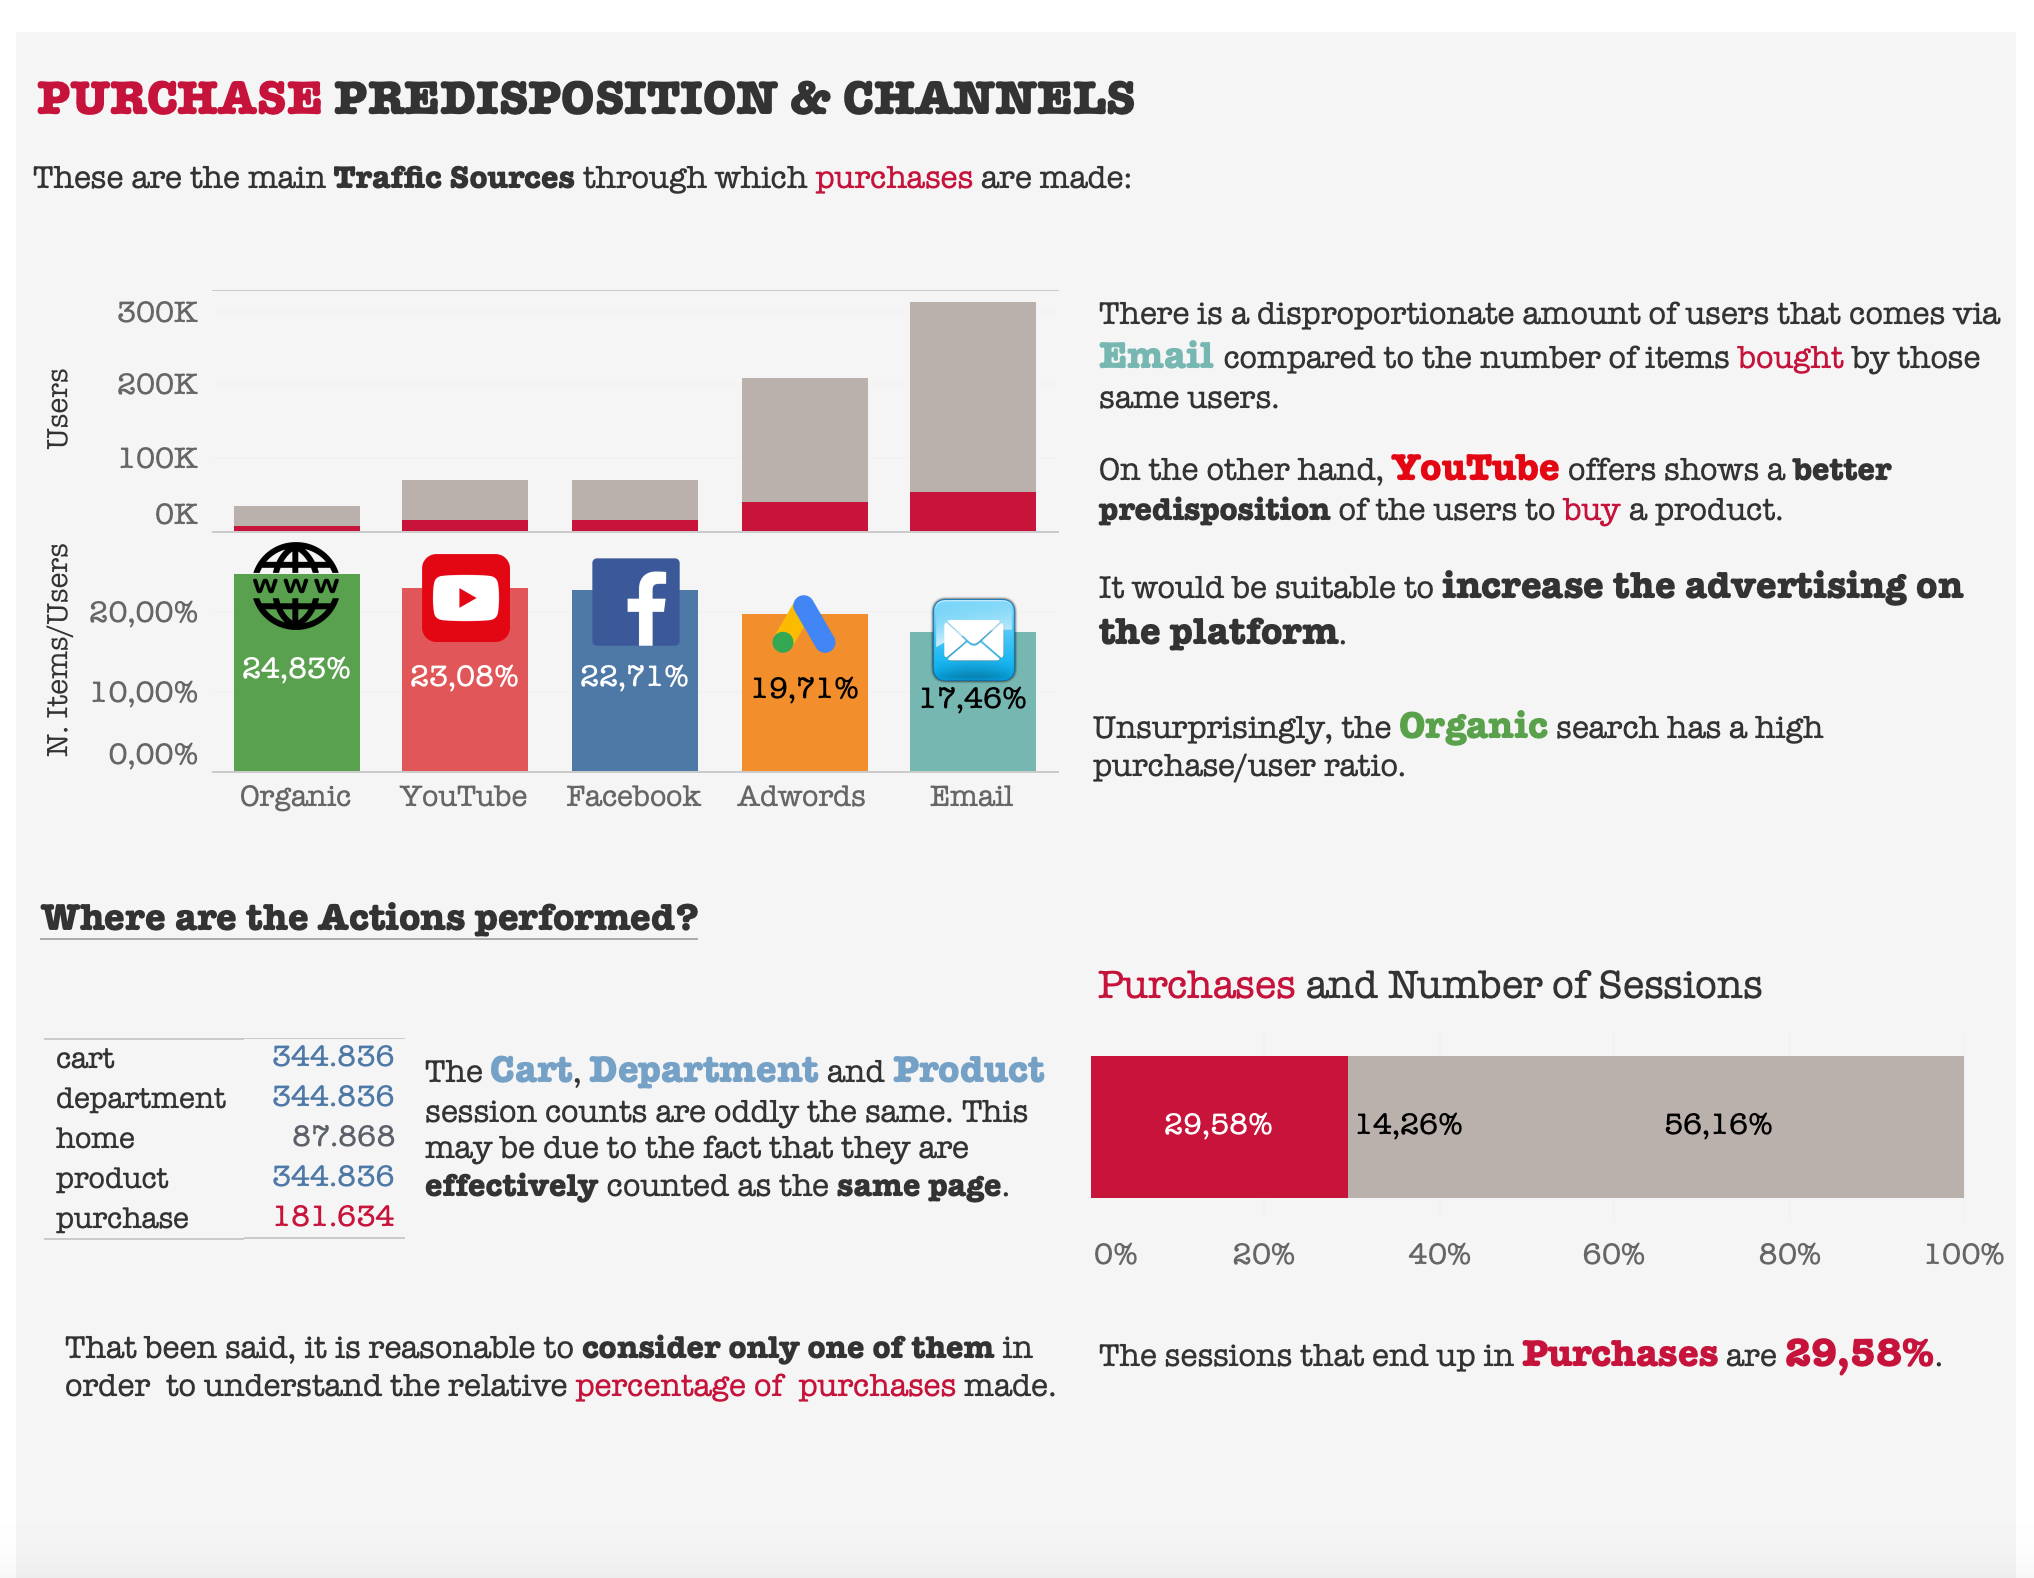 PURCHASE PREDISPOSITION & CHANNELS
These are the main Traffic Sources through which purchases are made:
Users
300K
200K
100K
0K
N. Items/Users
20,00%
10,00%
0,00%
www
24,83%
23,08%
22,71%
19,71%
17,46%
Organic
YouTube
Facebook
Adwords
Email
There is a disproportionate amount of users that comes via
Email compared to the number of items bought by those
same users.
On the other hand, YouTube offers shows a better
predisposition of the users to buy a product.
It would be suitable to increase the advertising on
the platform.
Unsurprisingly, the Organic search has a high
purchase/user ratio.
Where are the Actions performed?
cart 344.836
department 344.836
home 87.868
product 344.836
purchase 181.634
The Cart, Department and Product
session counts are oddly the same. This
may be due to the fact that they are
effectively counted as the same page.
That been said, it is reasonable to consider only one of them in
order to understand the relative percentage of purchases made.
Purchases and Number of Sessions
29,58% 14,26% 56,16%
0% 20% 40% 60% 80% 100%
The sessions that end up in Purchases are 29,58%.